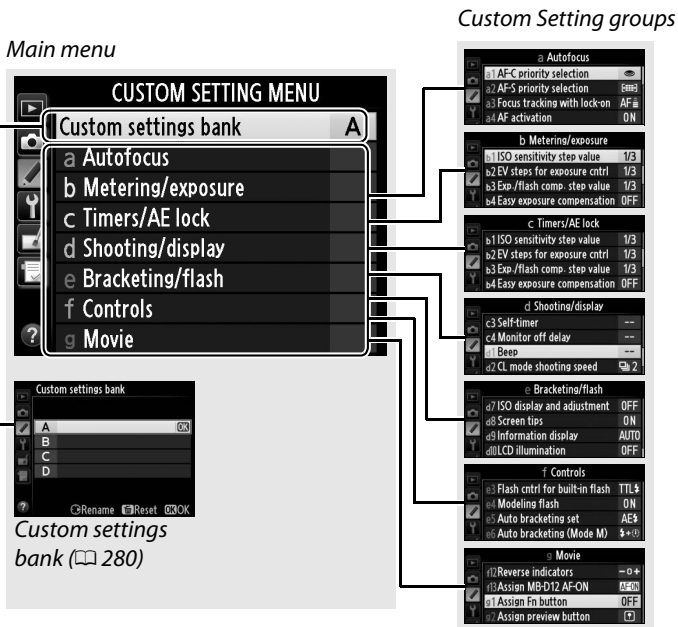 Custom Setting groups
Main menu
CUSTOM SETTING MENU
Custom settings bank A
a Autofocus
b Metering/exposure
c Timers/AE lock
d Shooting/display
e Bracketing/flash
f Controls
g Movie
?
Custom settings bank
A OK
B
C
D
? Rename Reset OK OK
Custom settings
bank (280)
a Autofocus
a1 AF-C priority selection
a2 AF-S priority selection
a3 Focus tracking with lock-on AF
a4 AF activation ON
b Metering/exposure
b1 ISO sensitivity step value 1/3
b2 EV steps for exposure cntrl 1/3
b3 Exp./flash comp. step value 1/3
b4 Easy exposure compensation OFF
c Timers/AE lock
b1 ISO sensitivity step value 1/3
b2 EV steps for exposure cntrl 1/3
b3 Exp./flash comp. step value 1/3
b4 Easy exposure compensation OFF
d Shooting/display
c3 Self-timer --
c4 Monitor off delay --
d1 Beep --
d2 CL mode shooting speed 2
e Bracketing/flash
d7 ISO display and adjustment OFF
d8 Screen tips ON
d9 Information display AUTO
d10 LCD illumination OFF
f Controls
e3 Flash cntrl for built-in flash TTL⚡
e4 Modeling flash ON
e5 Auto bracketing set AE⚡
e6 Auto bracketing (Mode M) ⚡+
g Movie
f12 Reverse indicators −o+
f13 Assign MB-D12 AF-ON AF-ON
g1 Assign Fn button OFF
g2 Assign preview button